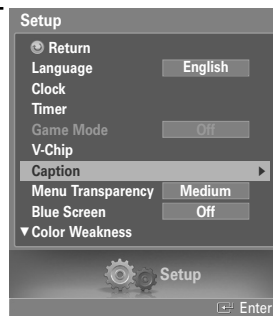 Setup
Return
Language English
Clock
Timer
Game Mode Off
V-Chip
Caption ►
Menu Transparency Medium
Blue Screen Off
▼Color Weakness
Setup
Enter